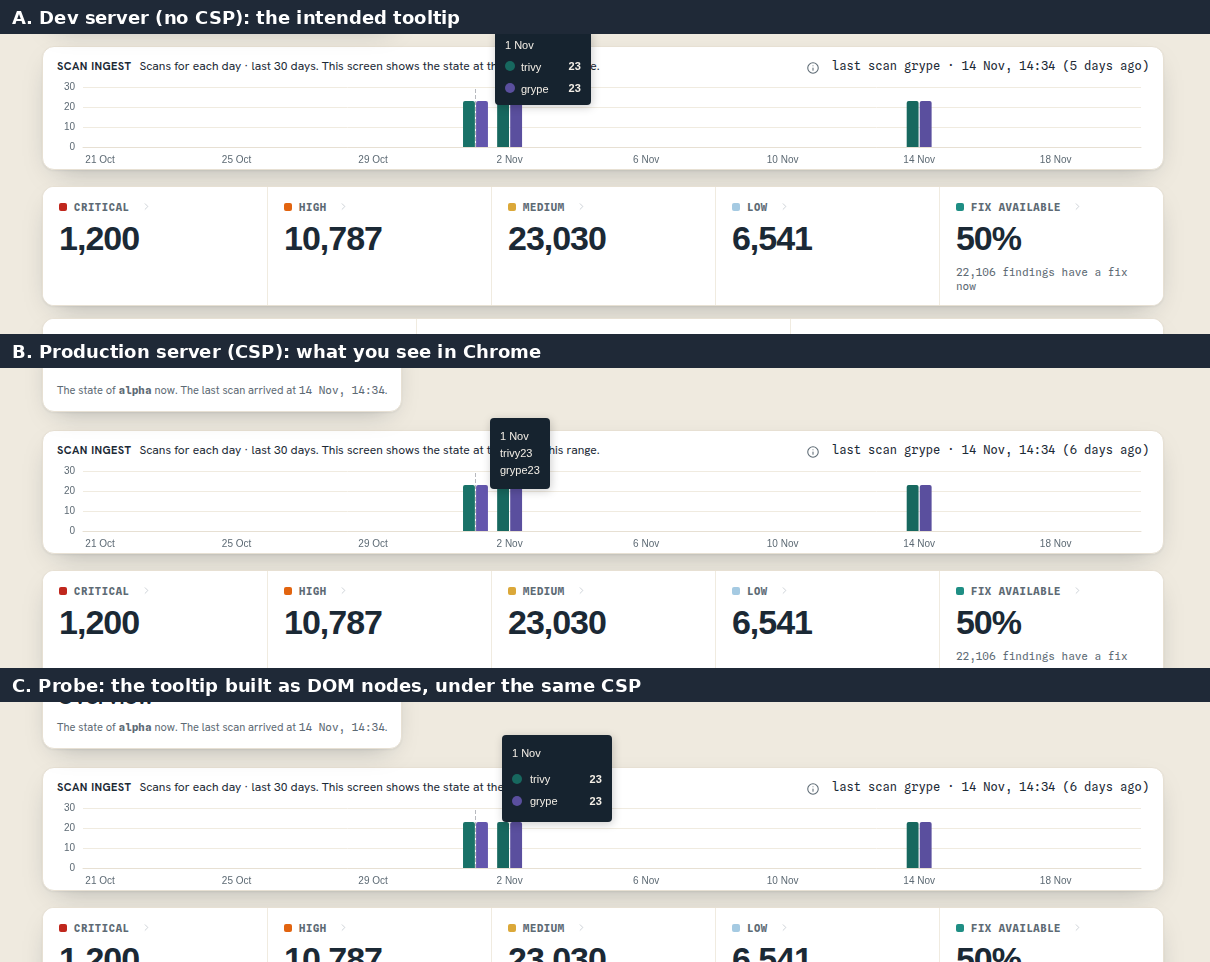 A. Dev server (no CSP): the intended tooltip
1 Nov
SCAN INGEST Scans for each day · last 30 days. This screen shows the state at t
e.
last scan grype · 14 Nov, 14:34 (5 days ago)
trivy 23
grype 23
30
20
10
0
21 Oct 25 Oct 29 Oct 2 Nov 6 Nov 10 Nov 14 Nov 18 Nov
CRITICAL HIGH MEDIUM LOW FIX AVAILABLE
1,200 10,787 23,030 6,541 50%
22,106 findings have a fix
now
B. Production server (CSP): what you see in Chrome
The state of alpha now. The last scan arrived at 14 Nov, 14:34.
1 Nov
SCAN INGEST Scans for each day · last 30 days. This screen shows the state at t
his range.
last scan grype · 14 Nov, 14:34 (6 days ago)
trivy23
grype23
30
20
10
0
21 Oct 25 Oct 29 Oct 2 Nov 6 Nov 10 Nov 14 Nov 18 Nov
CRITICAL HIGH MEDIUM LOW FIX AVAILABLE
1,200 10,787 23,030 6,541 50%
22,106 findings have a fix
C. Probe: the tooltip built as DOM nodes, under the same CSP
The state of alpha now. The last scan arrived at 14 Nov, 14:34.
1 Nov
SCAN INGEST Scans for each day · last 30 days. This screen shows the state at the
last scan grype · 14 Nov, 14:34 (6 days ago)
trivy 23
grype 23
30
20
10
0
21 Oct 25 Oct 29 Oct 2 Nov 6 Nov 10 Nov 14 Nov 18 Nov
CRITICAL HIGH MEDIUM LOW FIX AVAILABLE
1,200 10,787 23,030 6,541 50%